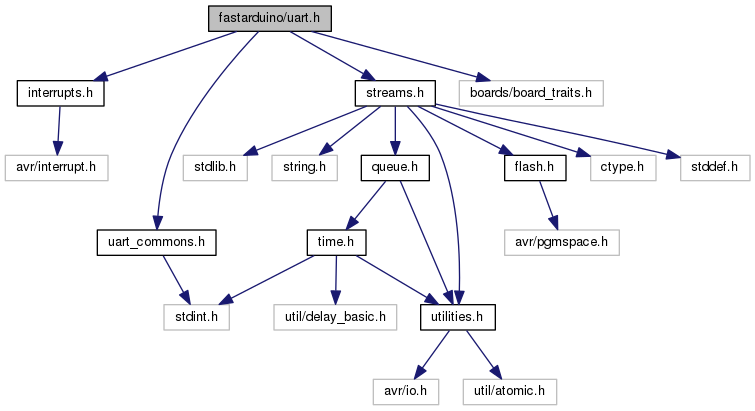 fastarduino/uart.h
interrupts.h
streams.h
boards/board_traits.h
avr/interrupt.h
stdlib.h
string.h
queue.h
flash.h
ctype.h
stddef.h
uart_commons.h
time.h
avr/pgmspace.h
stdint.h
util/delay_basic.h
utilities.h
avr/io.h
util/atomic.h